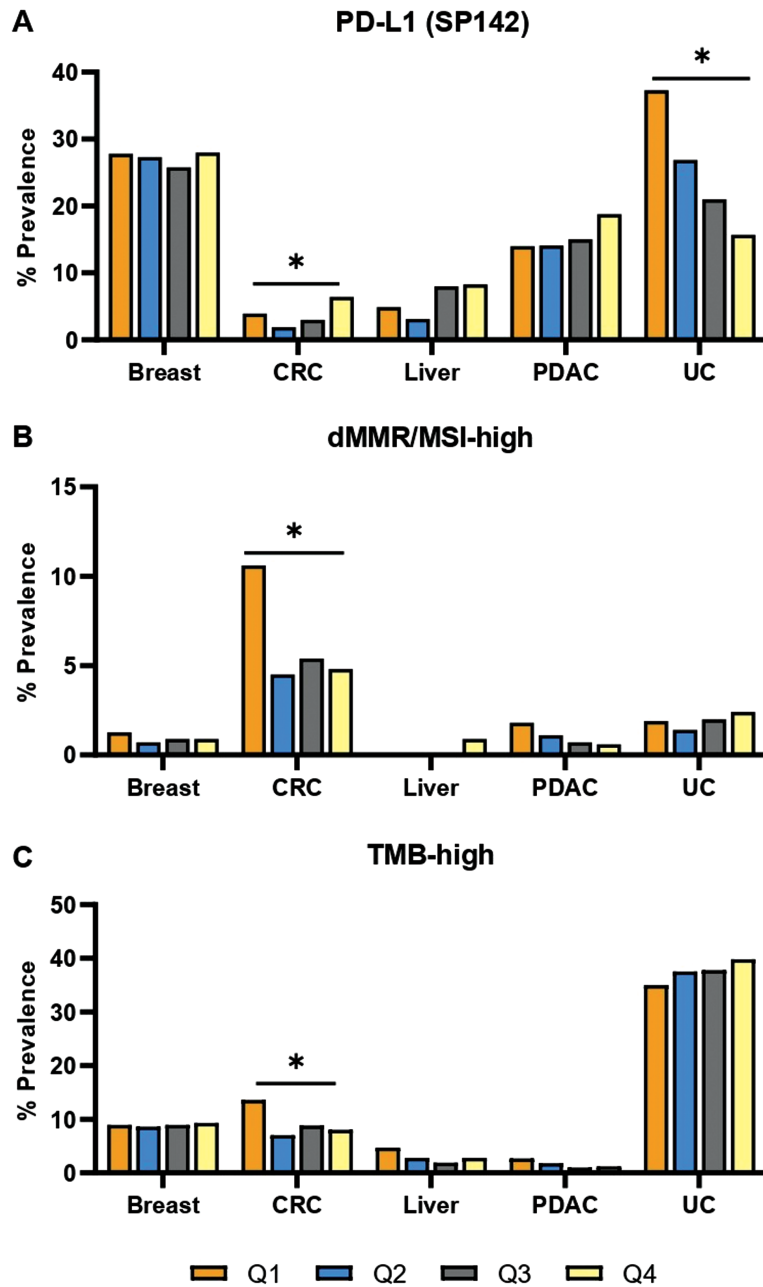 A
PD-L1 (SP142)
*
40
30
20
10
0
% Prevalence
*
Breast CRC Liver PDAC UC
B
dMMR/MSI-high
15
10
5
0
% Prevalence
*
Breast CRC Liver PDAC UC
C
TMB-high
50
40
30
20
10
0
% Prevalence
*
Breast CRC Liver PDAC UC
Q1 Q2 Q3 Q4